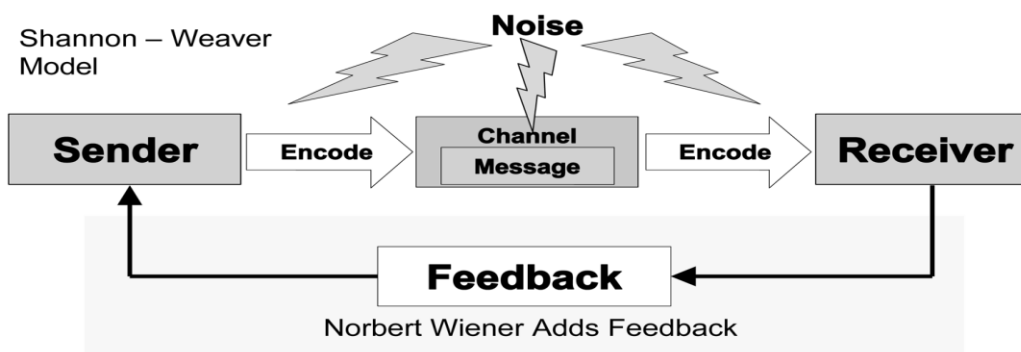 Noise
Shannon – Weaver
Model
Sender
Encode
Channel
Message
Encode
Receiver
Feedback
Norbert Wiener Adds Feedback